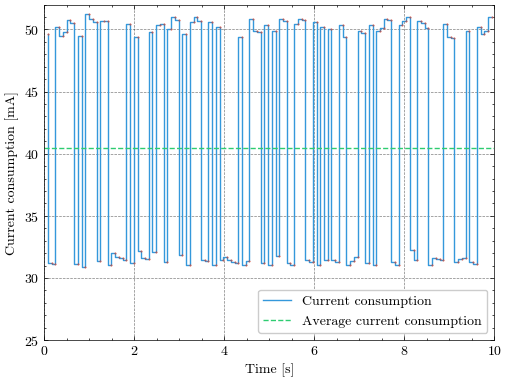 Current consumption [mA]
50
45
40
35
30
25
0 2 4 6 8 10
Time [s]
Current consumption
Average current consumption